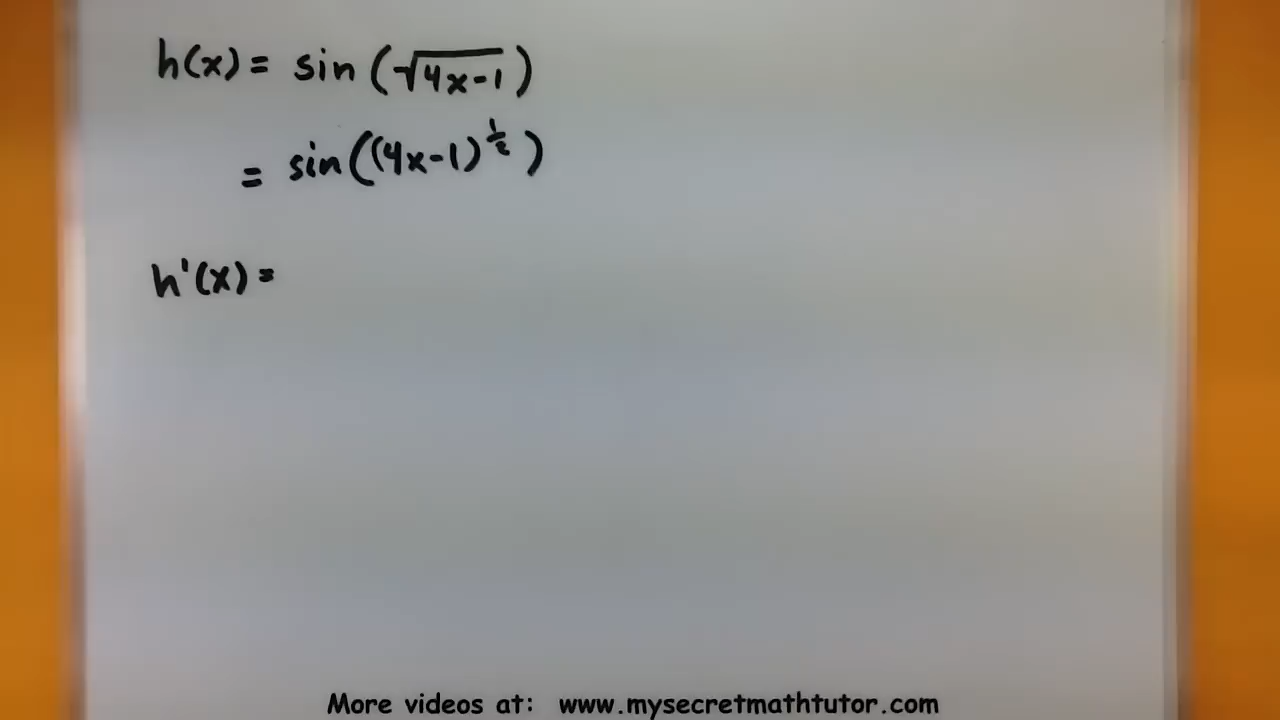 h(x) = sin (√4x-1)
= sin((4x-1)^½)
h'(x) =
More videos at: www.mysecretmathtutor.com